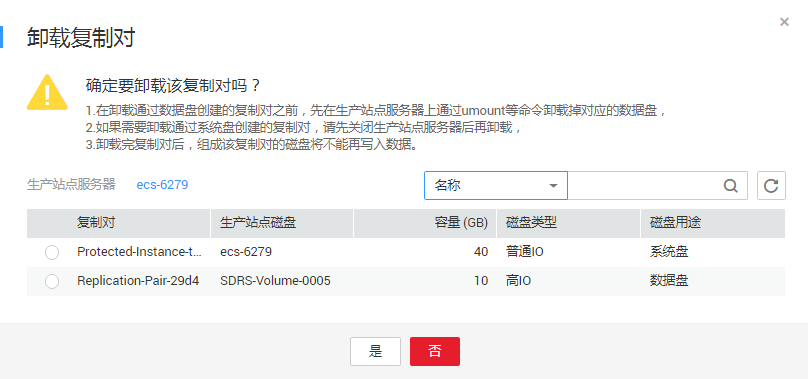 卸载复制对
确定要卸载该复制对吗？
1.在卸载通过数据盘创建的复制对之前，先在生产站点服务器上通过umount等命令卸载掉对应的数据盘，
2.如果需要卸载通过系统盘创建的复制对，请先关闭生产站点服务器后再卸载，
3.卸载完复制对后，组成该复制对的磁盘将不能再写入数据。
生产站点服务器 ecs-6279 名称
复制对 生产站点磁盘 容量 (GB) 磁盘类型 磁盘用途
Protected-Instance-t... ecs-6279 40 普通IO 系统盘
Replication-Pair-29d4 SDRS-Volume-0005 10 高IO 数据盘
是 否